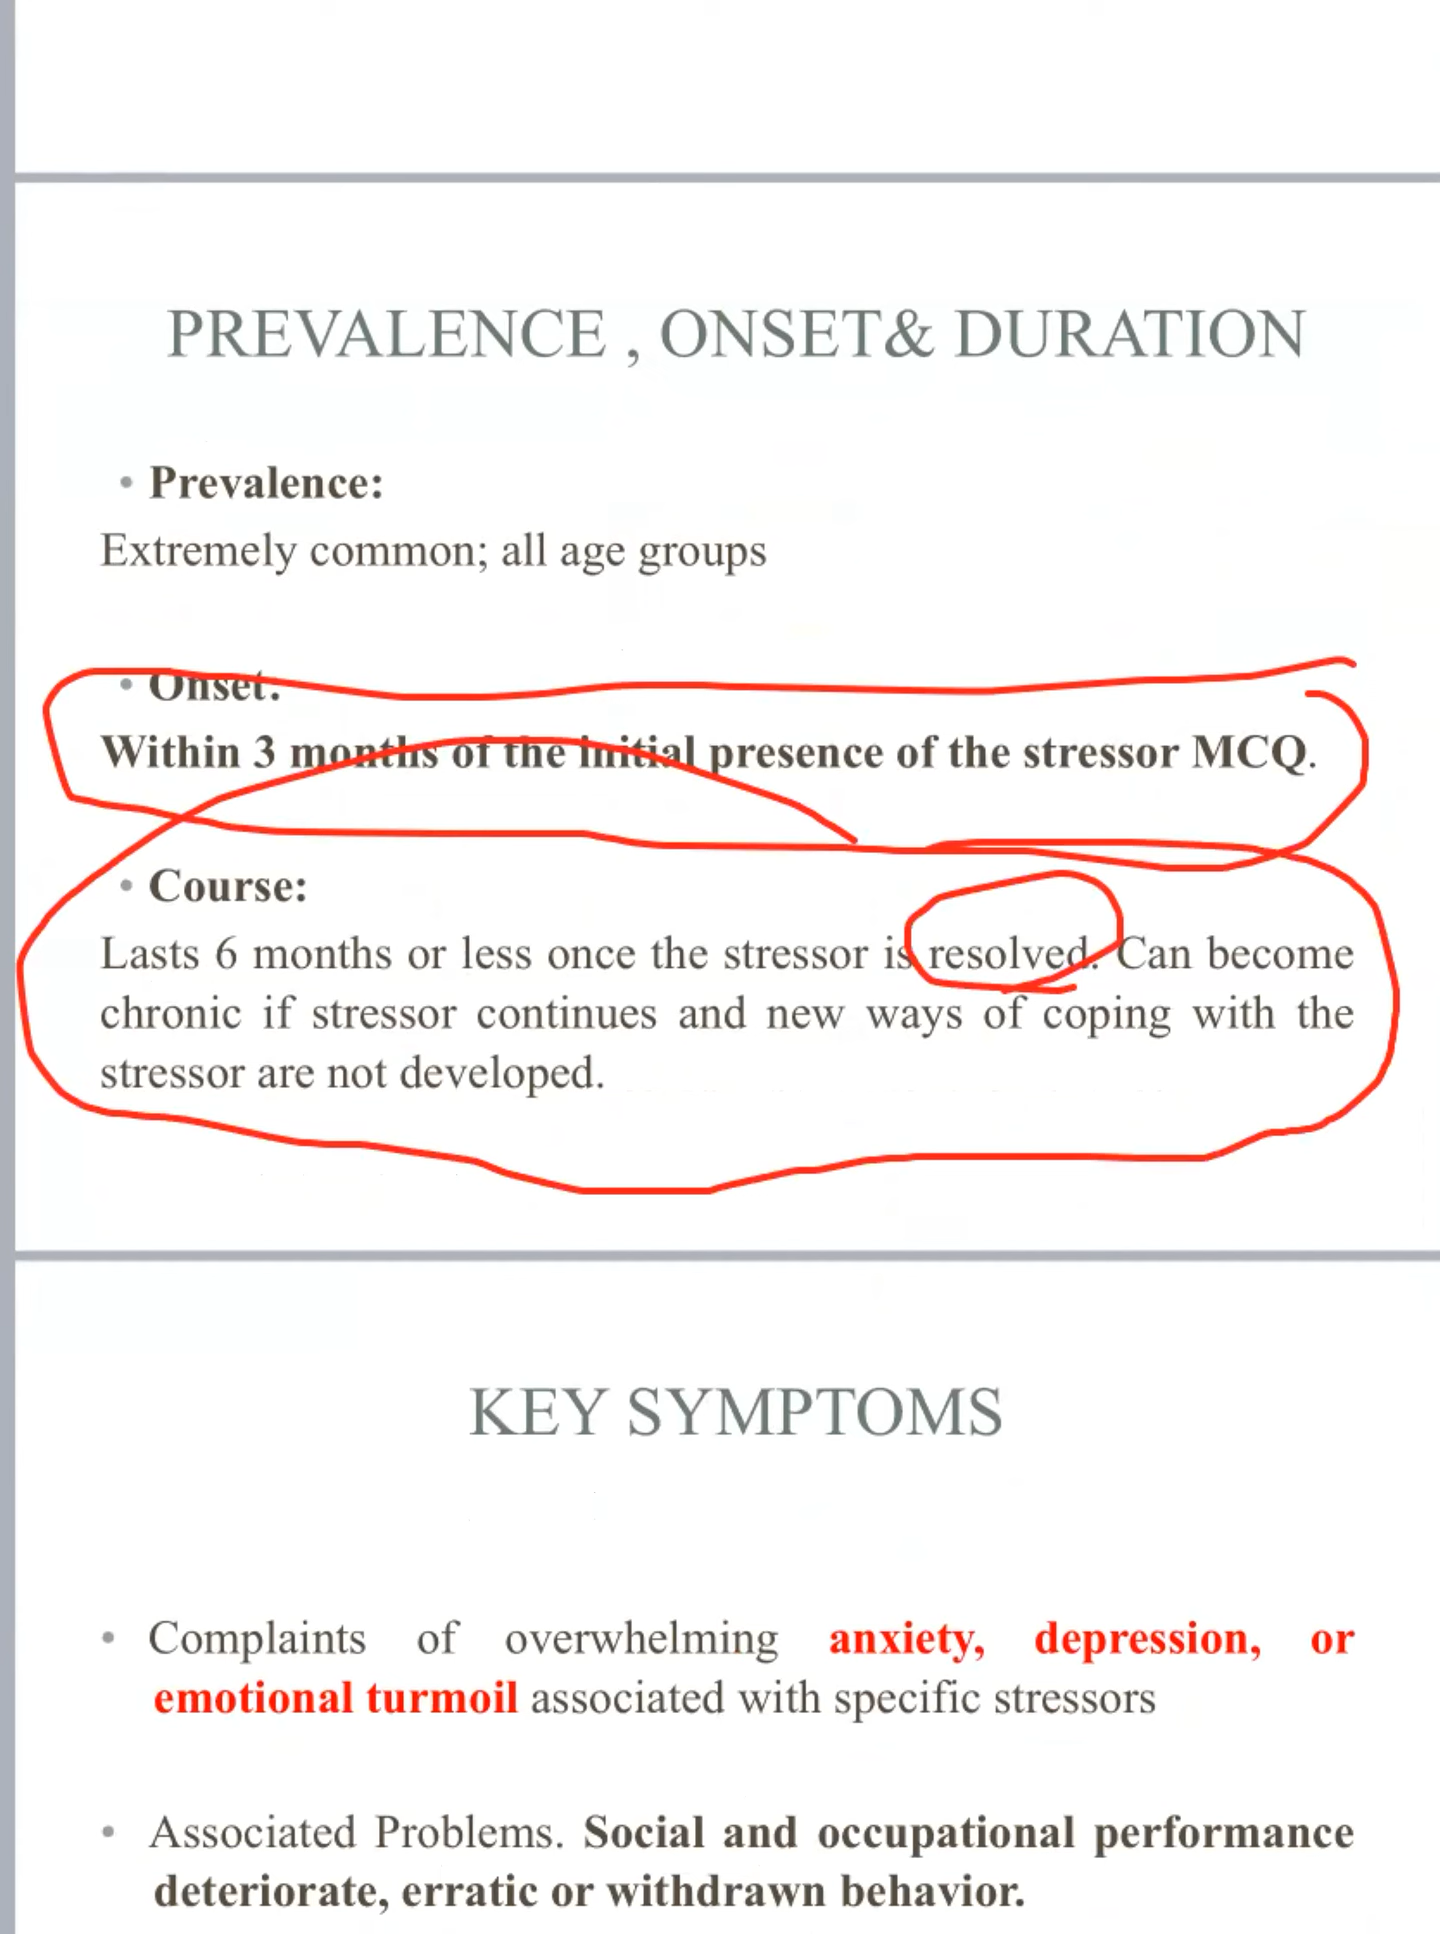 PREVALENCE , ONSET& DURATION
• Prevalence:
Extremely common; all age groups
• Onset:
Within 3 months of the initial presence of the stressor MCQ.
• Course:
Lasts 6 months or less once the stressor is resolved. Can become
chronic if stressor continues and new ways of coping with the
stressor are not developed.
KEY SYMPTOMS
• Complaints of overwhelming anxiety, depression, or
emotional turmoil associated with specific stressors
• Associated Problems. Social and occupational performance
deteriorate, erratic or withdrawn behavior.